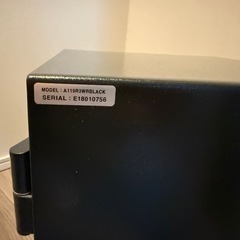 MODEL : A119R3WRBLACK
SERIAL : E18010756